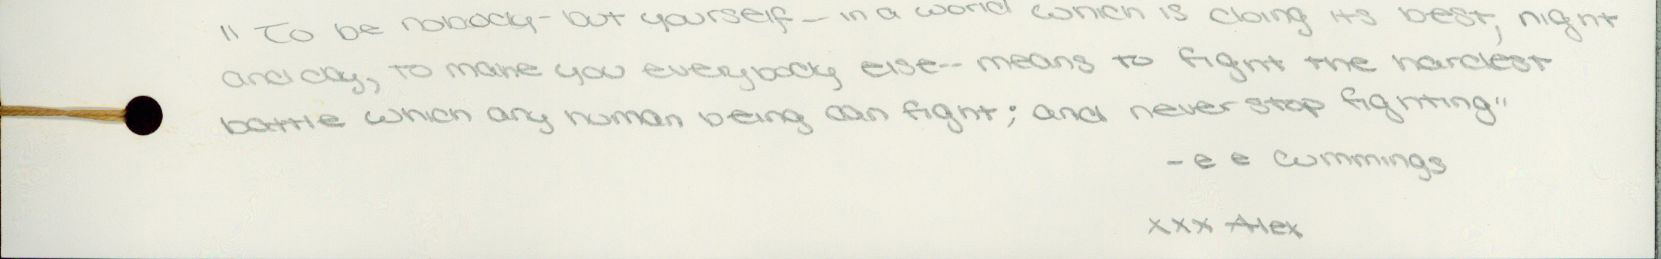 " To be nobody-but yourself - in a world which is doing its best, night
and day, to make you everybody else-- means to fight the hardest
battle which any human being can fight; and never stop fighting"
- e e cummings
xxx Alex